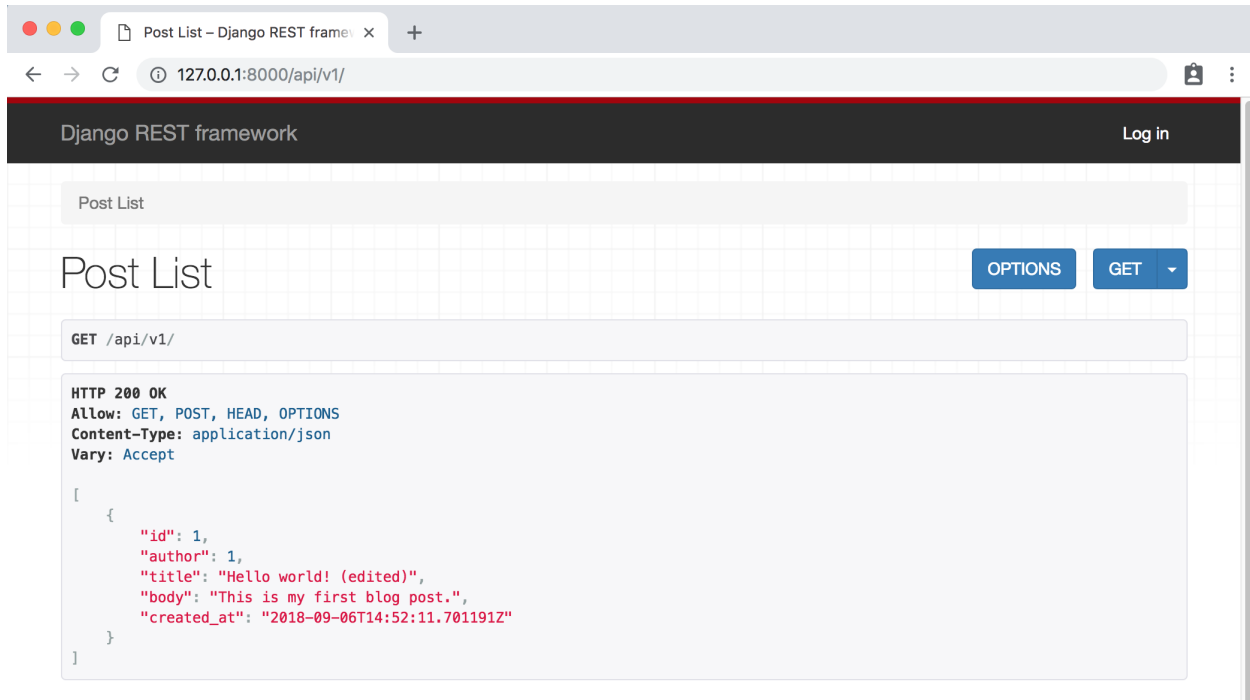 Post List – Django REST framew
127.0.0.1:8000/api/v1/
Django REST framework
Log in
Post List
Post List
OPTIONS
GET
GET /api/v1/
HTTP 200 OK
Allow: GET, POST, HEAD, OPTIONS
Content-Type: application/json
Vary: Accept
[
    {
        "id": 1,
        "author": 1,
        "title": "Hello world! (edited)",
        "body": "This is my first blog post.",
        "created_at": "2018-09-06T14:52:11.701191Z"
    }
]